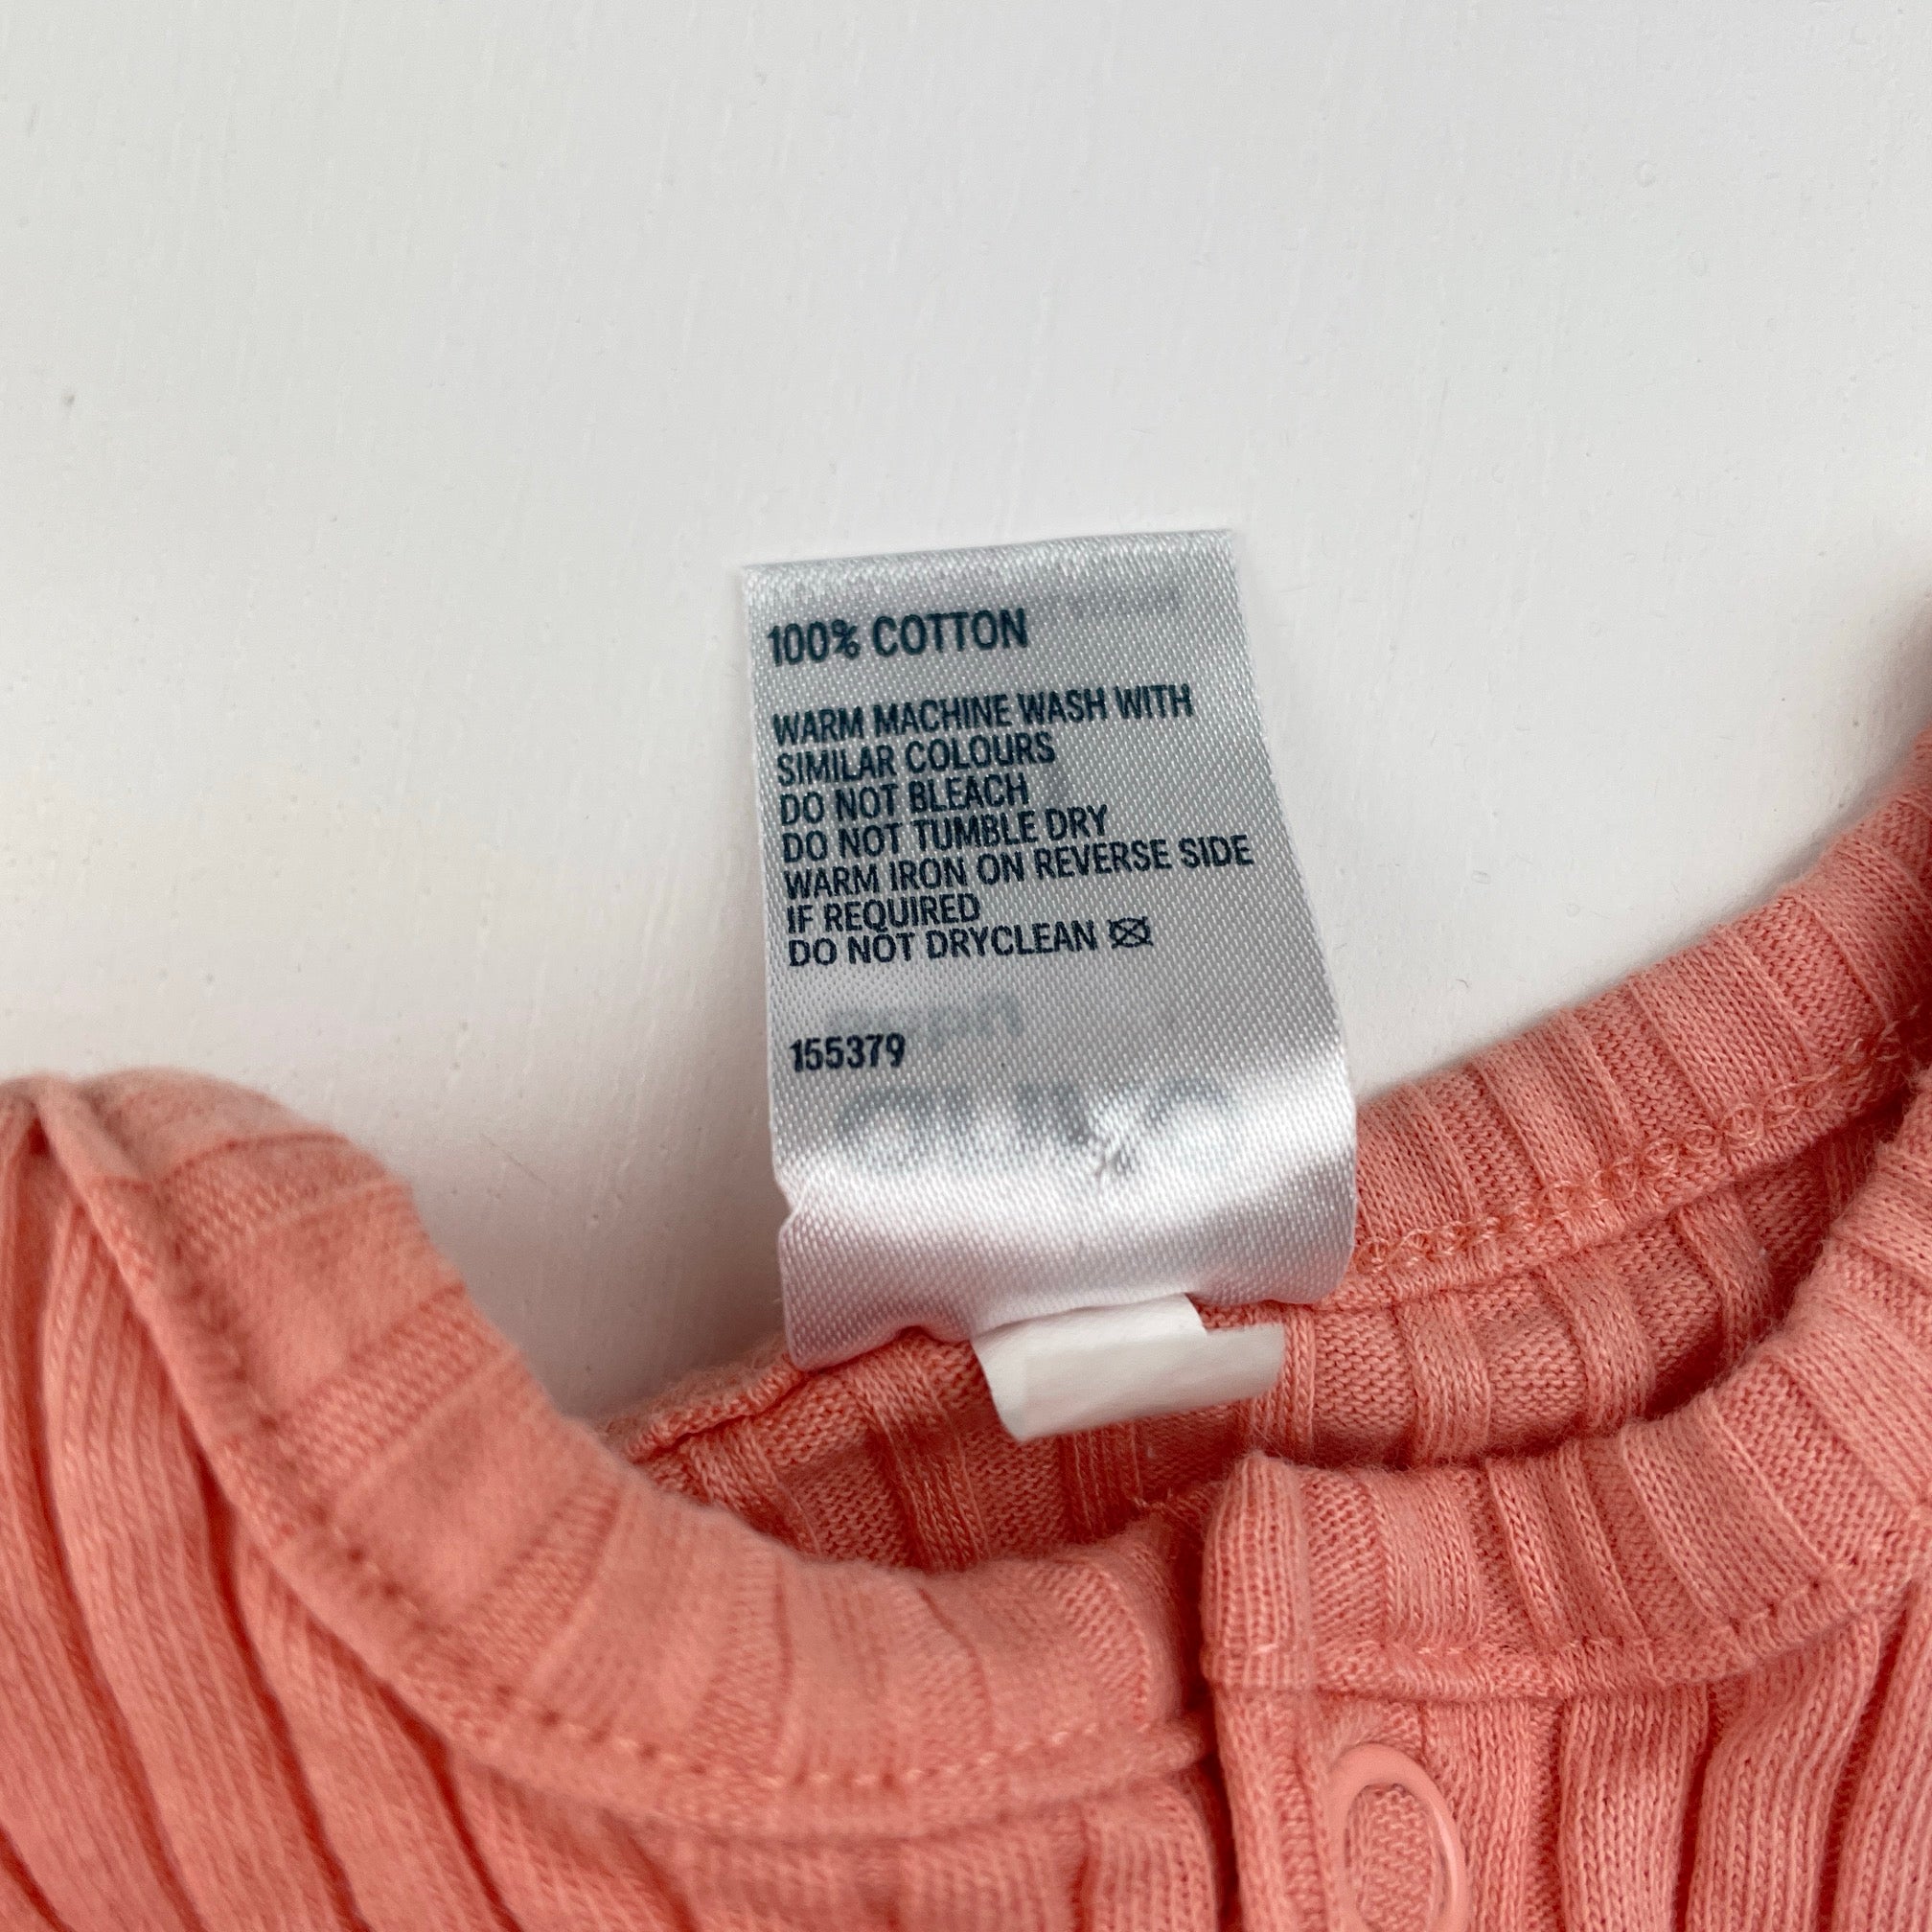 100% COTTON
WARM MACHINE WASH WITH
SIMILAR COLOURS
DO NOT BLEACH
DO NOT TUMBLE DRY
WARM IRON ON REVERSE SIDE
IF REQUIRED
DO NOT DRYCLEAN
155379